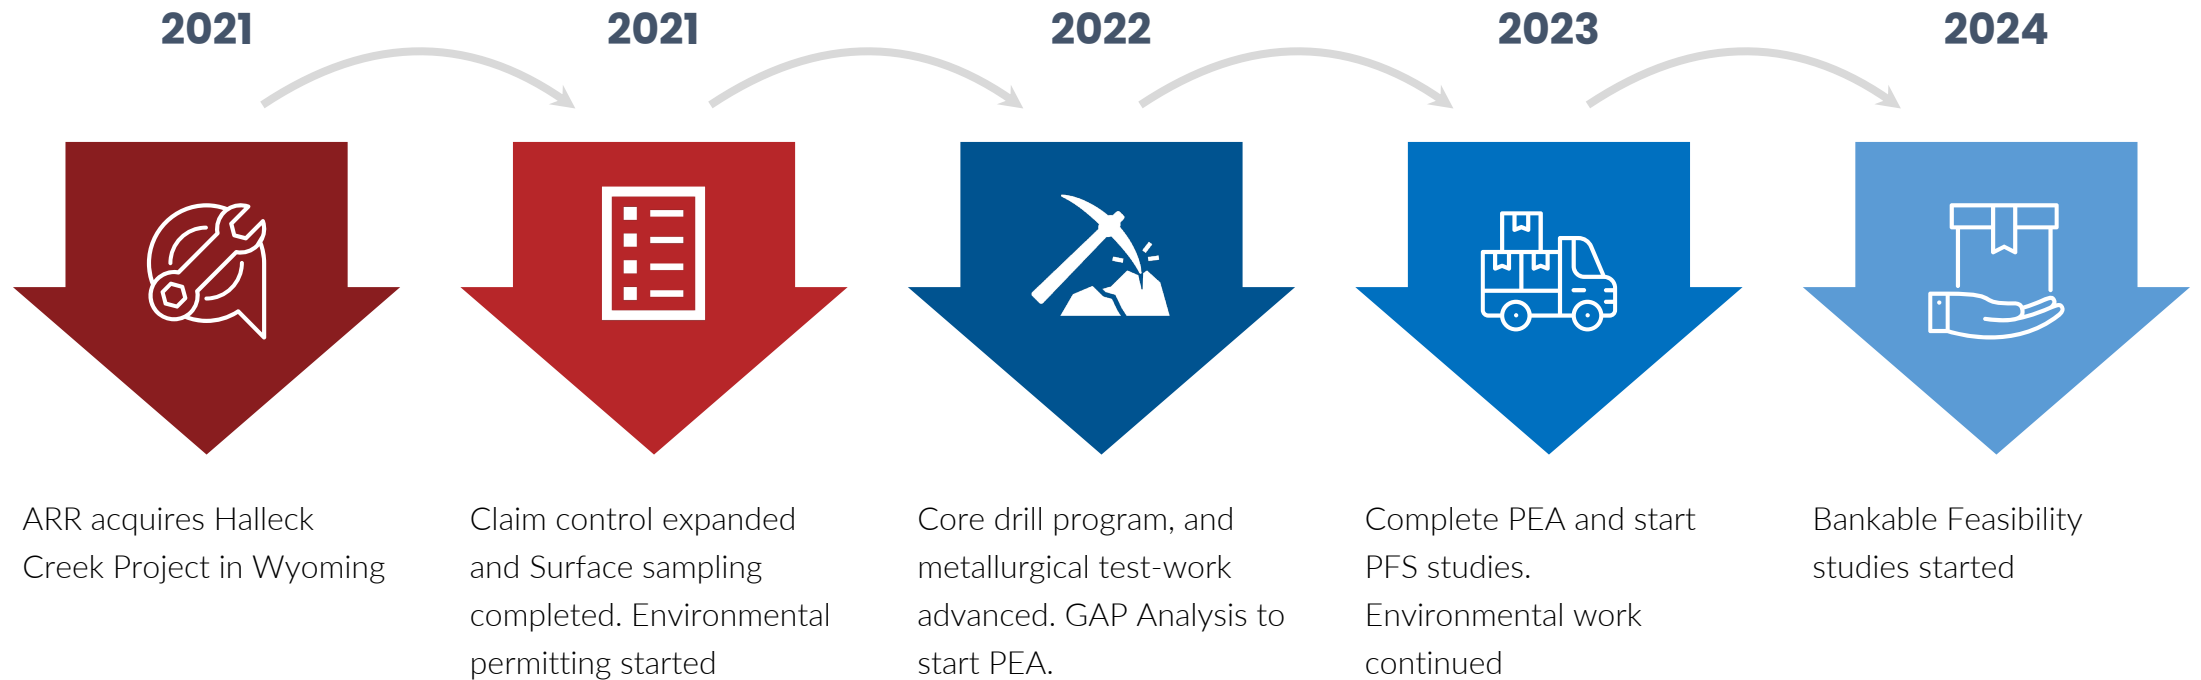 2021
2021
2022
2023
2024
ARR acquires Halleck
Creek Project in Wyoming
Claim control expanded
and Surface sampling
completed. Environmental
permitting started
Core drill program, and
metallurgical test-work
advanced. GAP Analysis to
start PEA.
Complete PEA and start
PFS studies.
Environmental work
continued
Bankable Feasibility
studies started